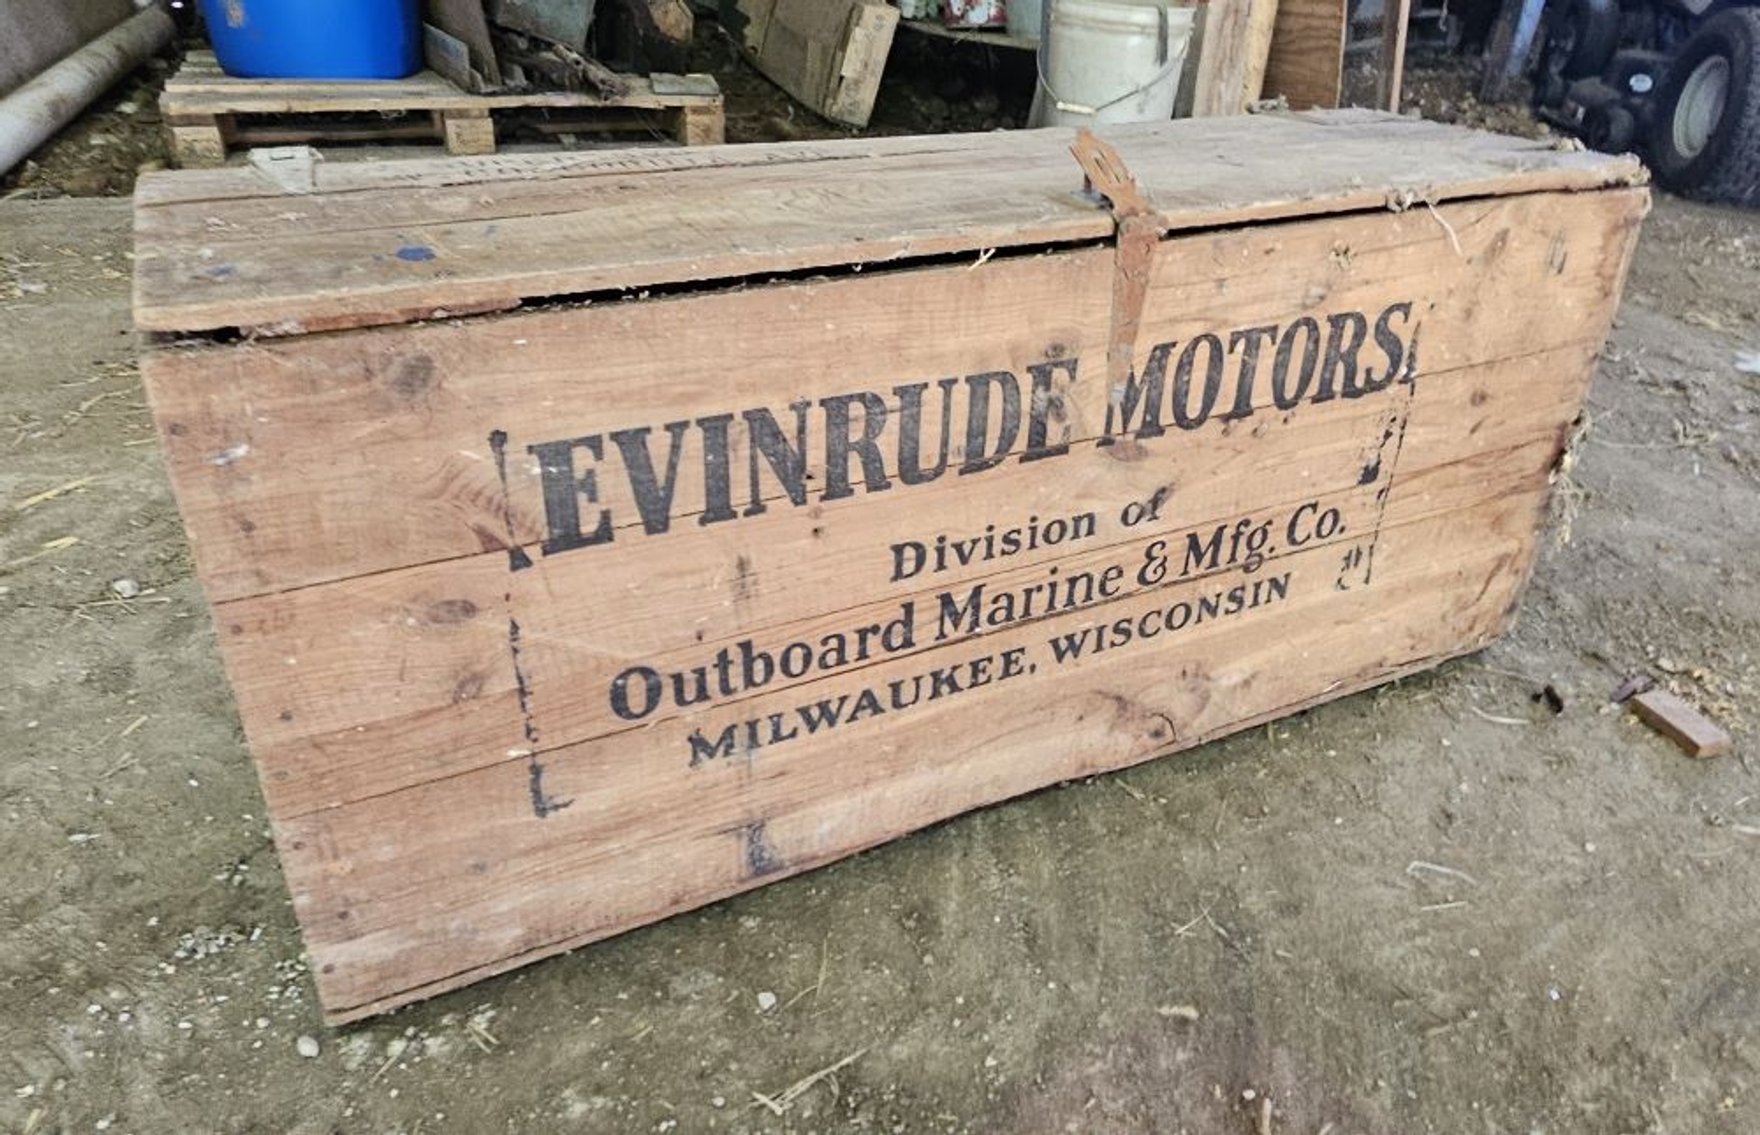 EVINRUDE MOTORS
Division of
Outboard Marine & Mfg. Co.
MILWAUKEE, WISCONSIN